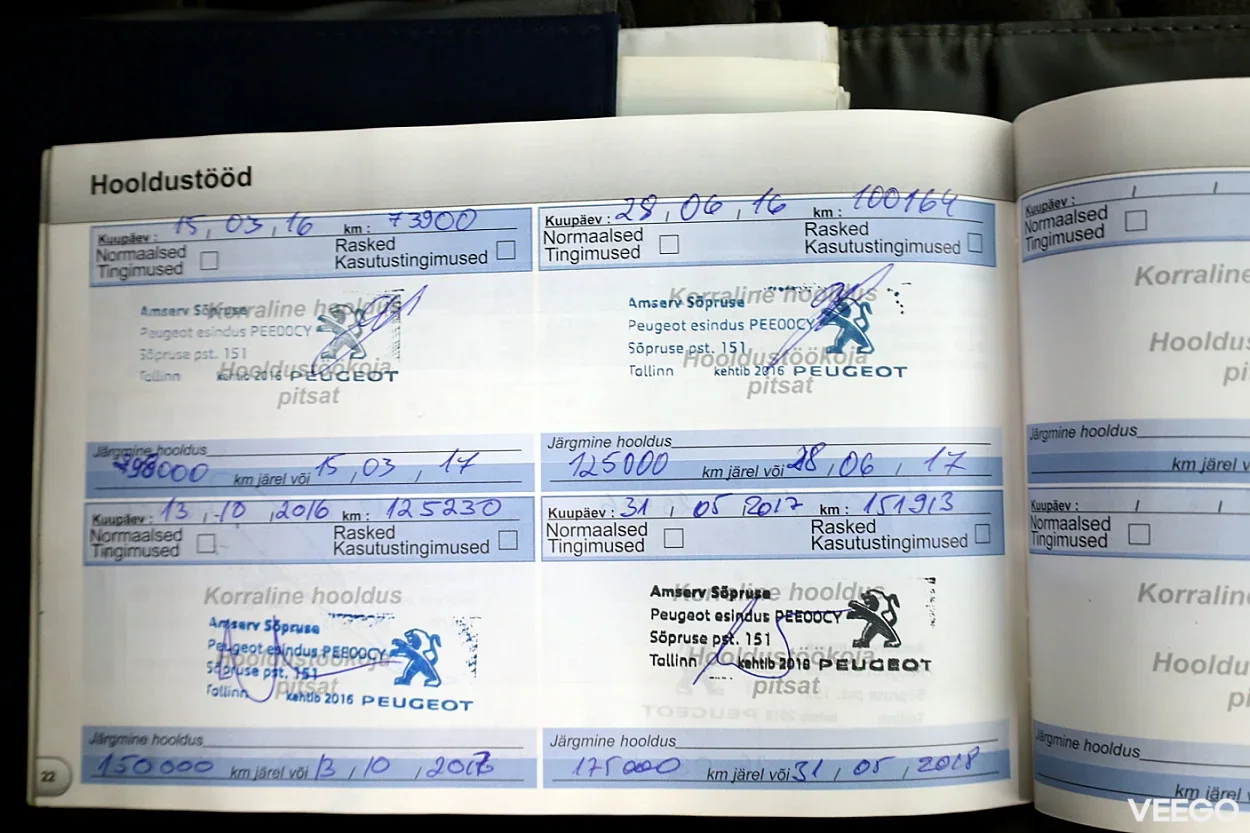 Hooldustööd
Kuupäev : 15 , 03 , 16 km : 73900
Normaalsed Tingimused
Rasked Kasutustingimused
Korraline hooldus
Amserv Sõpruse
Peugeot esindus PEE00CY
Sõpruse pst. 151
Hooldustöökoja
Tallinn kehtib 2016 PEUGEOT
pitsat
Järgmine hooldus
98000 km järel või 15 , 03 , 17
Kuupäev : 28 , 06 , 16 km : 100164
Normaalsed Tingimused
Rasked Kasutustingimused
Korraline hooldus
Amserv Sõpruse
Peugeot esindus PEE00CY
Sõpruse pst. 151
Hooldustöökoja
Tallinn kehtib 2016 PEUGEOT
pitsat
Järgmine hooldus
125000 km järel või 28 , 06 , 17
Kuupäev : 13 , 10 , 2016 km : 125230
Normaalsed Tingimused
Rasked Kasutustingimused
Korraline hooldus
Amserv Sõpruse
Peugeot esindus PEE00CY
Hooldustöökoja
Sõpruse pst. 151
pitsat
Tallinn kehtib 2016 PEUGEOT
Järgmine hooldus
150000 km järel või 13 , 10 , 2017
Kuupäev : 31 , 05 , 2017 km : 151913
Normaalsed Tingimused
Rasked Kasutustingimused
Korraline hooldus
Amserv Sõpruse
Peugeot esindus PEE00CY
Sõpruse pst. 151
Hooldustöökoja
Tallinn kehtib 2016 PEUGEOT
pitsat
Järgmine hooldus
175000 km järel või 31 , 05 , 2018
22
Kuupäev : / /
Normaalsed Tingimused
Korraline
Hooldu
pi
Järgmine hooldus
km järel v
Kuupäev : / /
Normaalsed Tingimused
Korraline
Hooldu
pi
Järgmine hooldus
km järel v
VEEGO